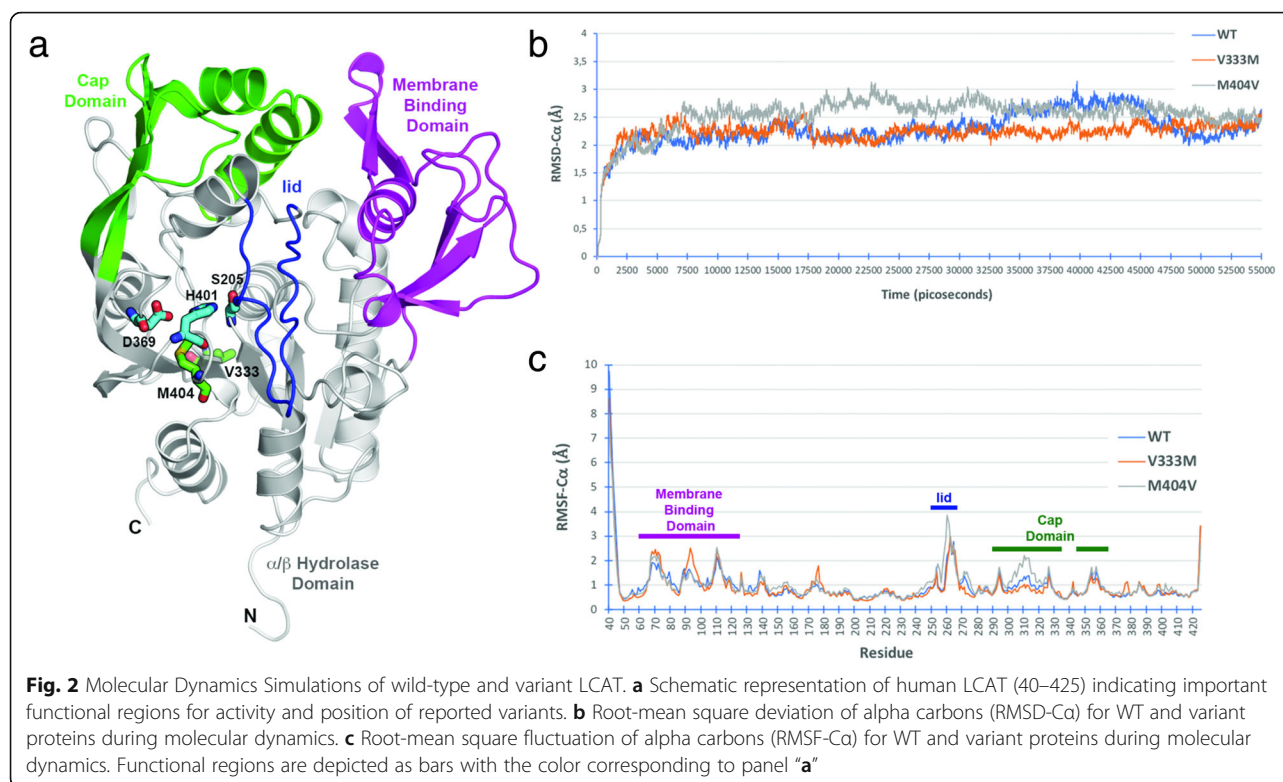 a
Cap
Domain
Membrane
Binding
Domain
lid
S205
H401
D369
V333
M404
C
α/β Hydrolase
Domain
N
b
WT
V333M
M404V
4
3,5
3
2,5
2
1,5
1
0,5
0
RMSD-Cα (Å)
0 2500 5000 7500 10000 12500 15000 17500 20000 22500 25000 27500 30000 32500 35000 37500 40000 42500 45000 47500 50000 52500 55000
Time (picoseconds)
c
WT
V333M
M404V
10
9
8
7
6
5
4
3
2
1
0
RMSF-Cα (Å)
Membrane
Binding
Domain
lid
Cap
Domain
40 50 60 70 80 90 100 110 120 130 140 150 160 170 180 190 200 210 220 230 240 250 260 270 280 290 300 310 320 330 340 350 360 370 380 390 400 410 420
Residue
Fig. 2 Molecular Dynamics Simulations of wild-type and variant LCAT. a Schematic representation of human LCAT (40–425) indicating important
functional regions for activity and position of reported variants. b Root-mean square deviation of alpha carbons (RMSD-Cα) for WT and variant
proteins during molecular dynamics. c Root-mean square fluctuation of alpha carbons (RMSF-Cα) for WT and variant proteins during molecular
dynamics. Functional regions are depicted as bars with the color corresponding to panel “a”